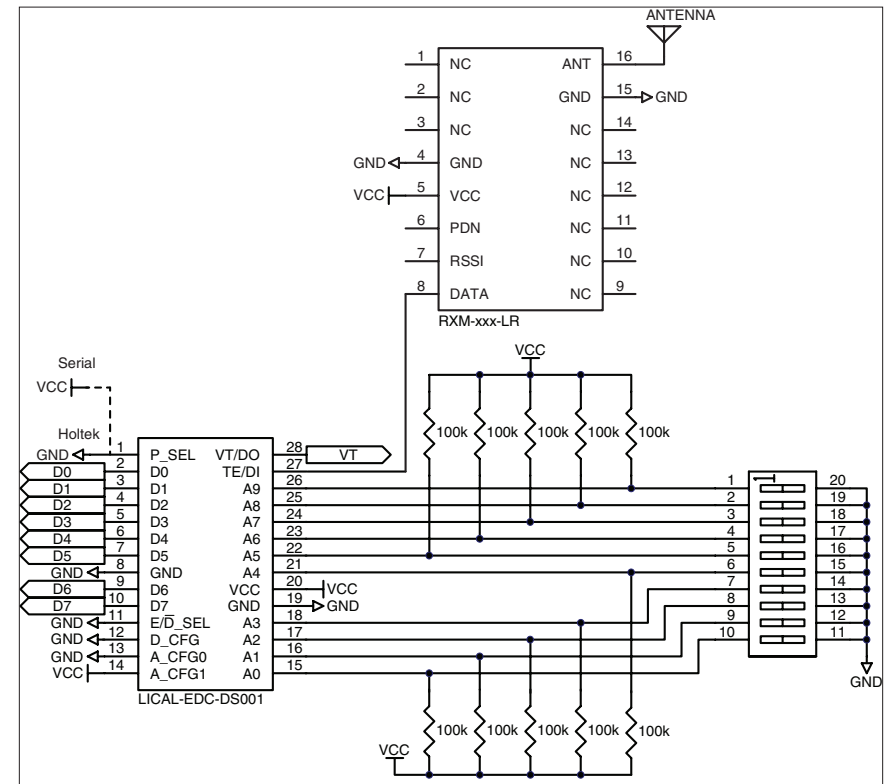 ANTENNA
1 NC ANT 16
2 NC GND 15 GND
3 NC NC 14
GND 4 GND NC 13
VCC 5 VCC NC 12
6 PDN NC 11
7 RSSI NC 10
8 DATA NC 9
RXM-xxx-LR
VCC
Serial
VCC
100k 100k 100k 100k 100k
Holtek
GND 1 P_SEL VT/DO 28 VT
D0 2 D0 TE/DI 27
D1 3 D1 A9 26 1 20
D2 4 D2 A8 25 2 19
D3 5 D3 A7 24 3 18
D4 6 D4 A6 23 4 17
D5 7 D5 A5 22 5 16
GND 8 GND A4 21 6 15
D6 9 D6 VCC 20 VCC 7 14
D7 10 D7 GND 19 GND 8 13
GND 11 E/D_SEL A3 18 9 12
GND 12 D_CFG A2 17 10 11
GND 13 A_CFG0 A1 16
VCC 14 A_CFG1 A0 15
GND
LICAL-EDC-DS001
100k 100k 100k 100k 100k
VCC